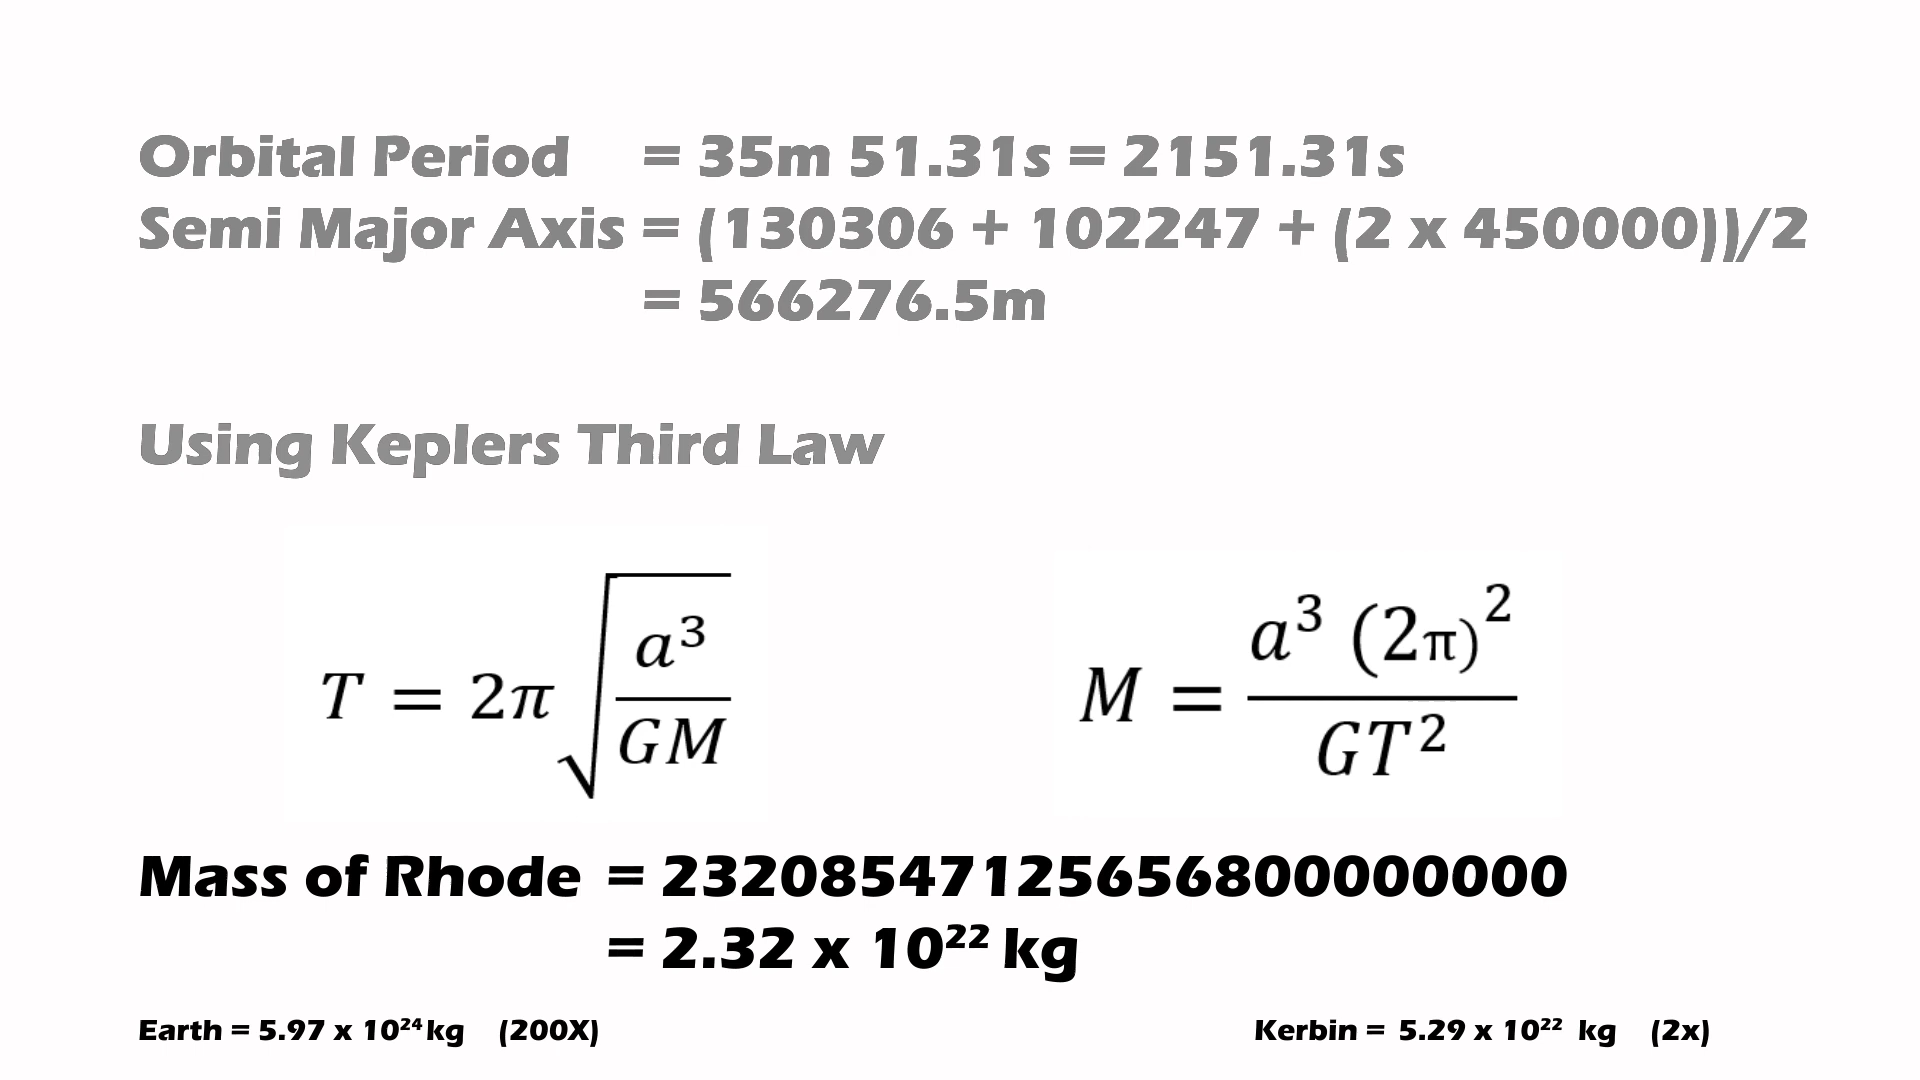 Orbital Period = 35m 51.31s = 2151.31s
Semi Major Axis = (130306 + 102247 + (2 x 450000))/2
= 566276.5m
Using Keplers Third Law
T = 2π√(a³/GM)
M = a³ (2π)²/GT²
Mass of Rhode = 23208547125656800000000
= 2.32 x 10²² kg
Earth = 5.97 x 10²⁴ kg (200X)
Kerbin = 5.29 x 10²² kg (2x)